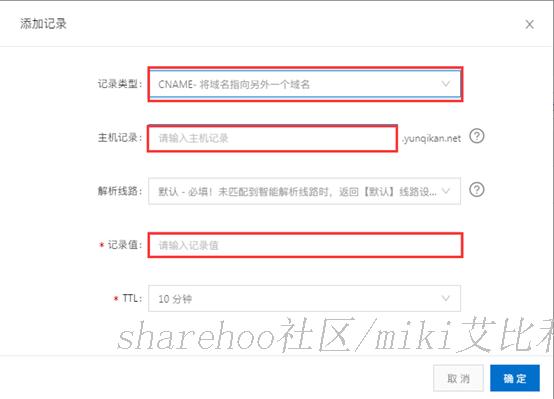 添加记录
记录类型： CNAME- 将域名指向另外一个域名
主机记录： 请输入主机记录 .yunqikan.net
解析线路： 默认 - 必填！未匹配到智能解析线路时，返回【默认】线路设...
* 记录值： 请输入记录值
* TTL： 10 分钟
sharehoo社区/miki艾比利
取消 确定